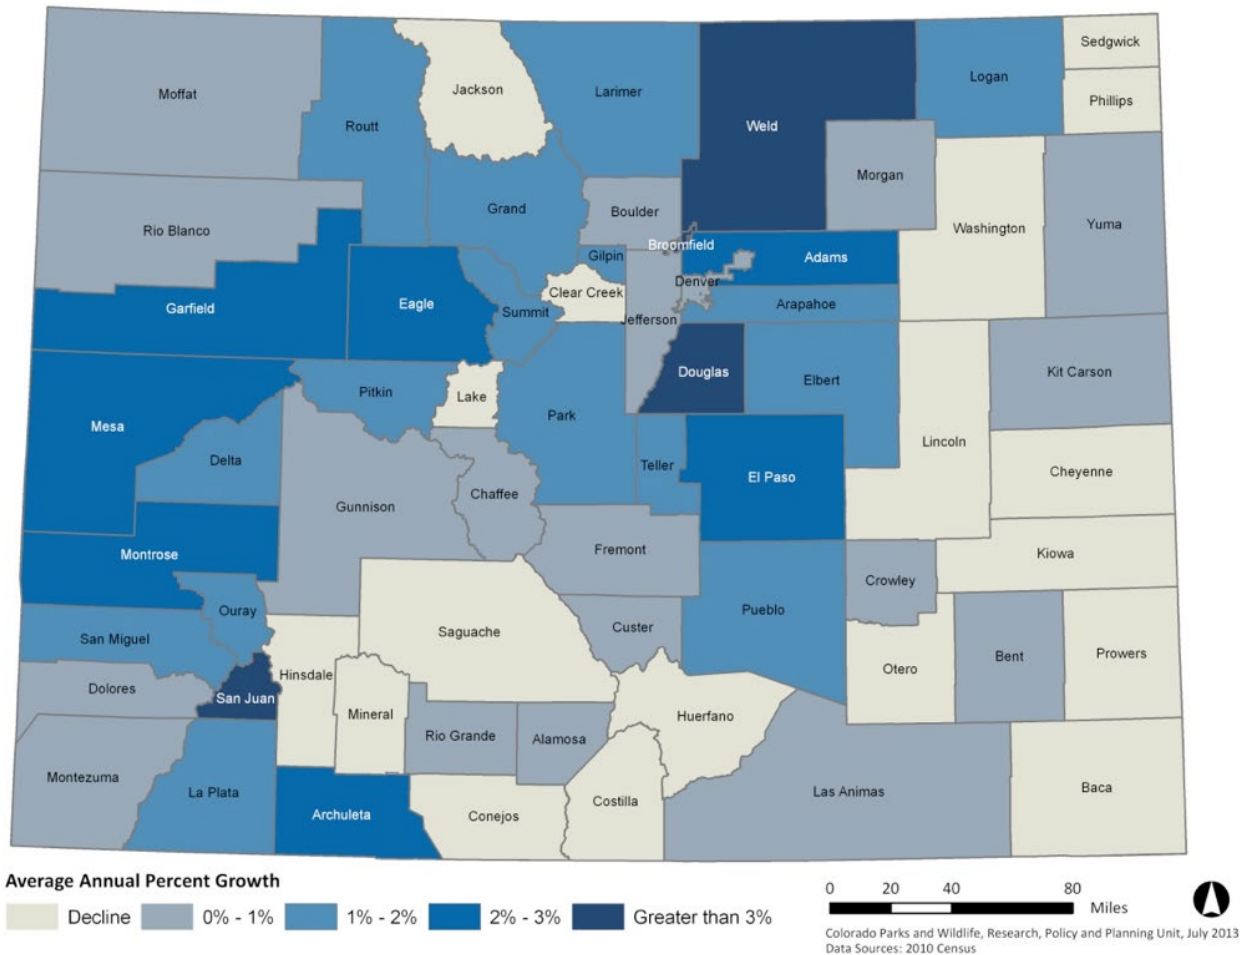 Sedgwick
Logan
Jackson
Larimer
Moffat
Phillips
Routt
Weld
Morgan
Grand
Boulder
Yuma
Rio Blanco
Washington
Broomfield
Gilpin
Adams
Denver
Clear Creek
Eagle
Arapahoe
Garfield
Summit
Jefferson
Douglas
Kit Carson
Elbert
Pitkin
Lake
Park
Mesa
Lincoln
Delta
Teller
Cheyenne
El Paso
Chaffee
Gunnison
Fremont
Kiowa
Montrose
Crowley
Ouray
Pueblo
Custer
Saguache
San Miguel
Prowers
Bent
Otero
Hinsdale
Dolores
San Juan
Mineral
Huerfano
Rio Grande
Alamosa
Montezuma
La Plata
Las Animas
Baca
Costilla
Archuleta
Conejos
Average Annual Percent Growth
Decline
0% - 1%
1% - 2%
2% - 3%
Greater than 3%
0 20 40 80
Miles
Colorado Parks and Wildlife, Research, Policy and Planning Unit, July 2013
Data Sources: 2010 Census